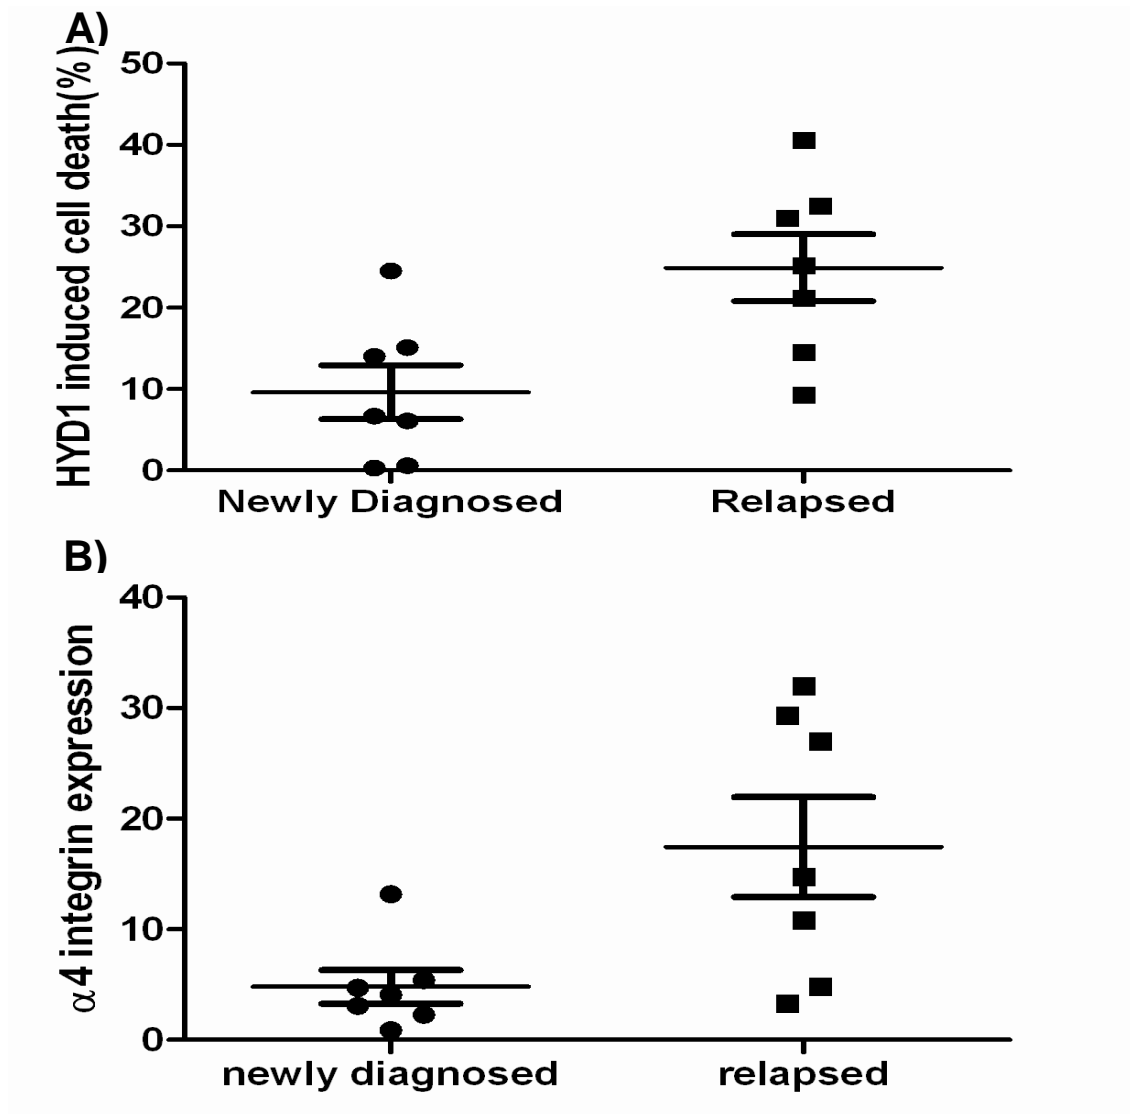 A)
HYD1 induced cell death(%)
50
40
30
20
10
0
Newly Diagnosed Relapsed
B)
α4 integrin expression
40
30
20
10
0
newly diagnosed relapsed